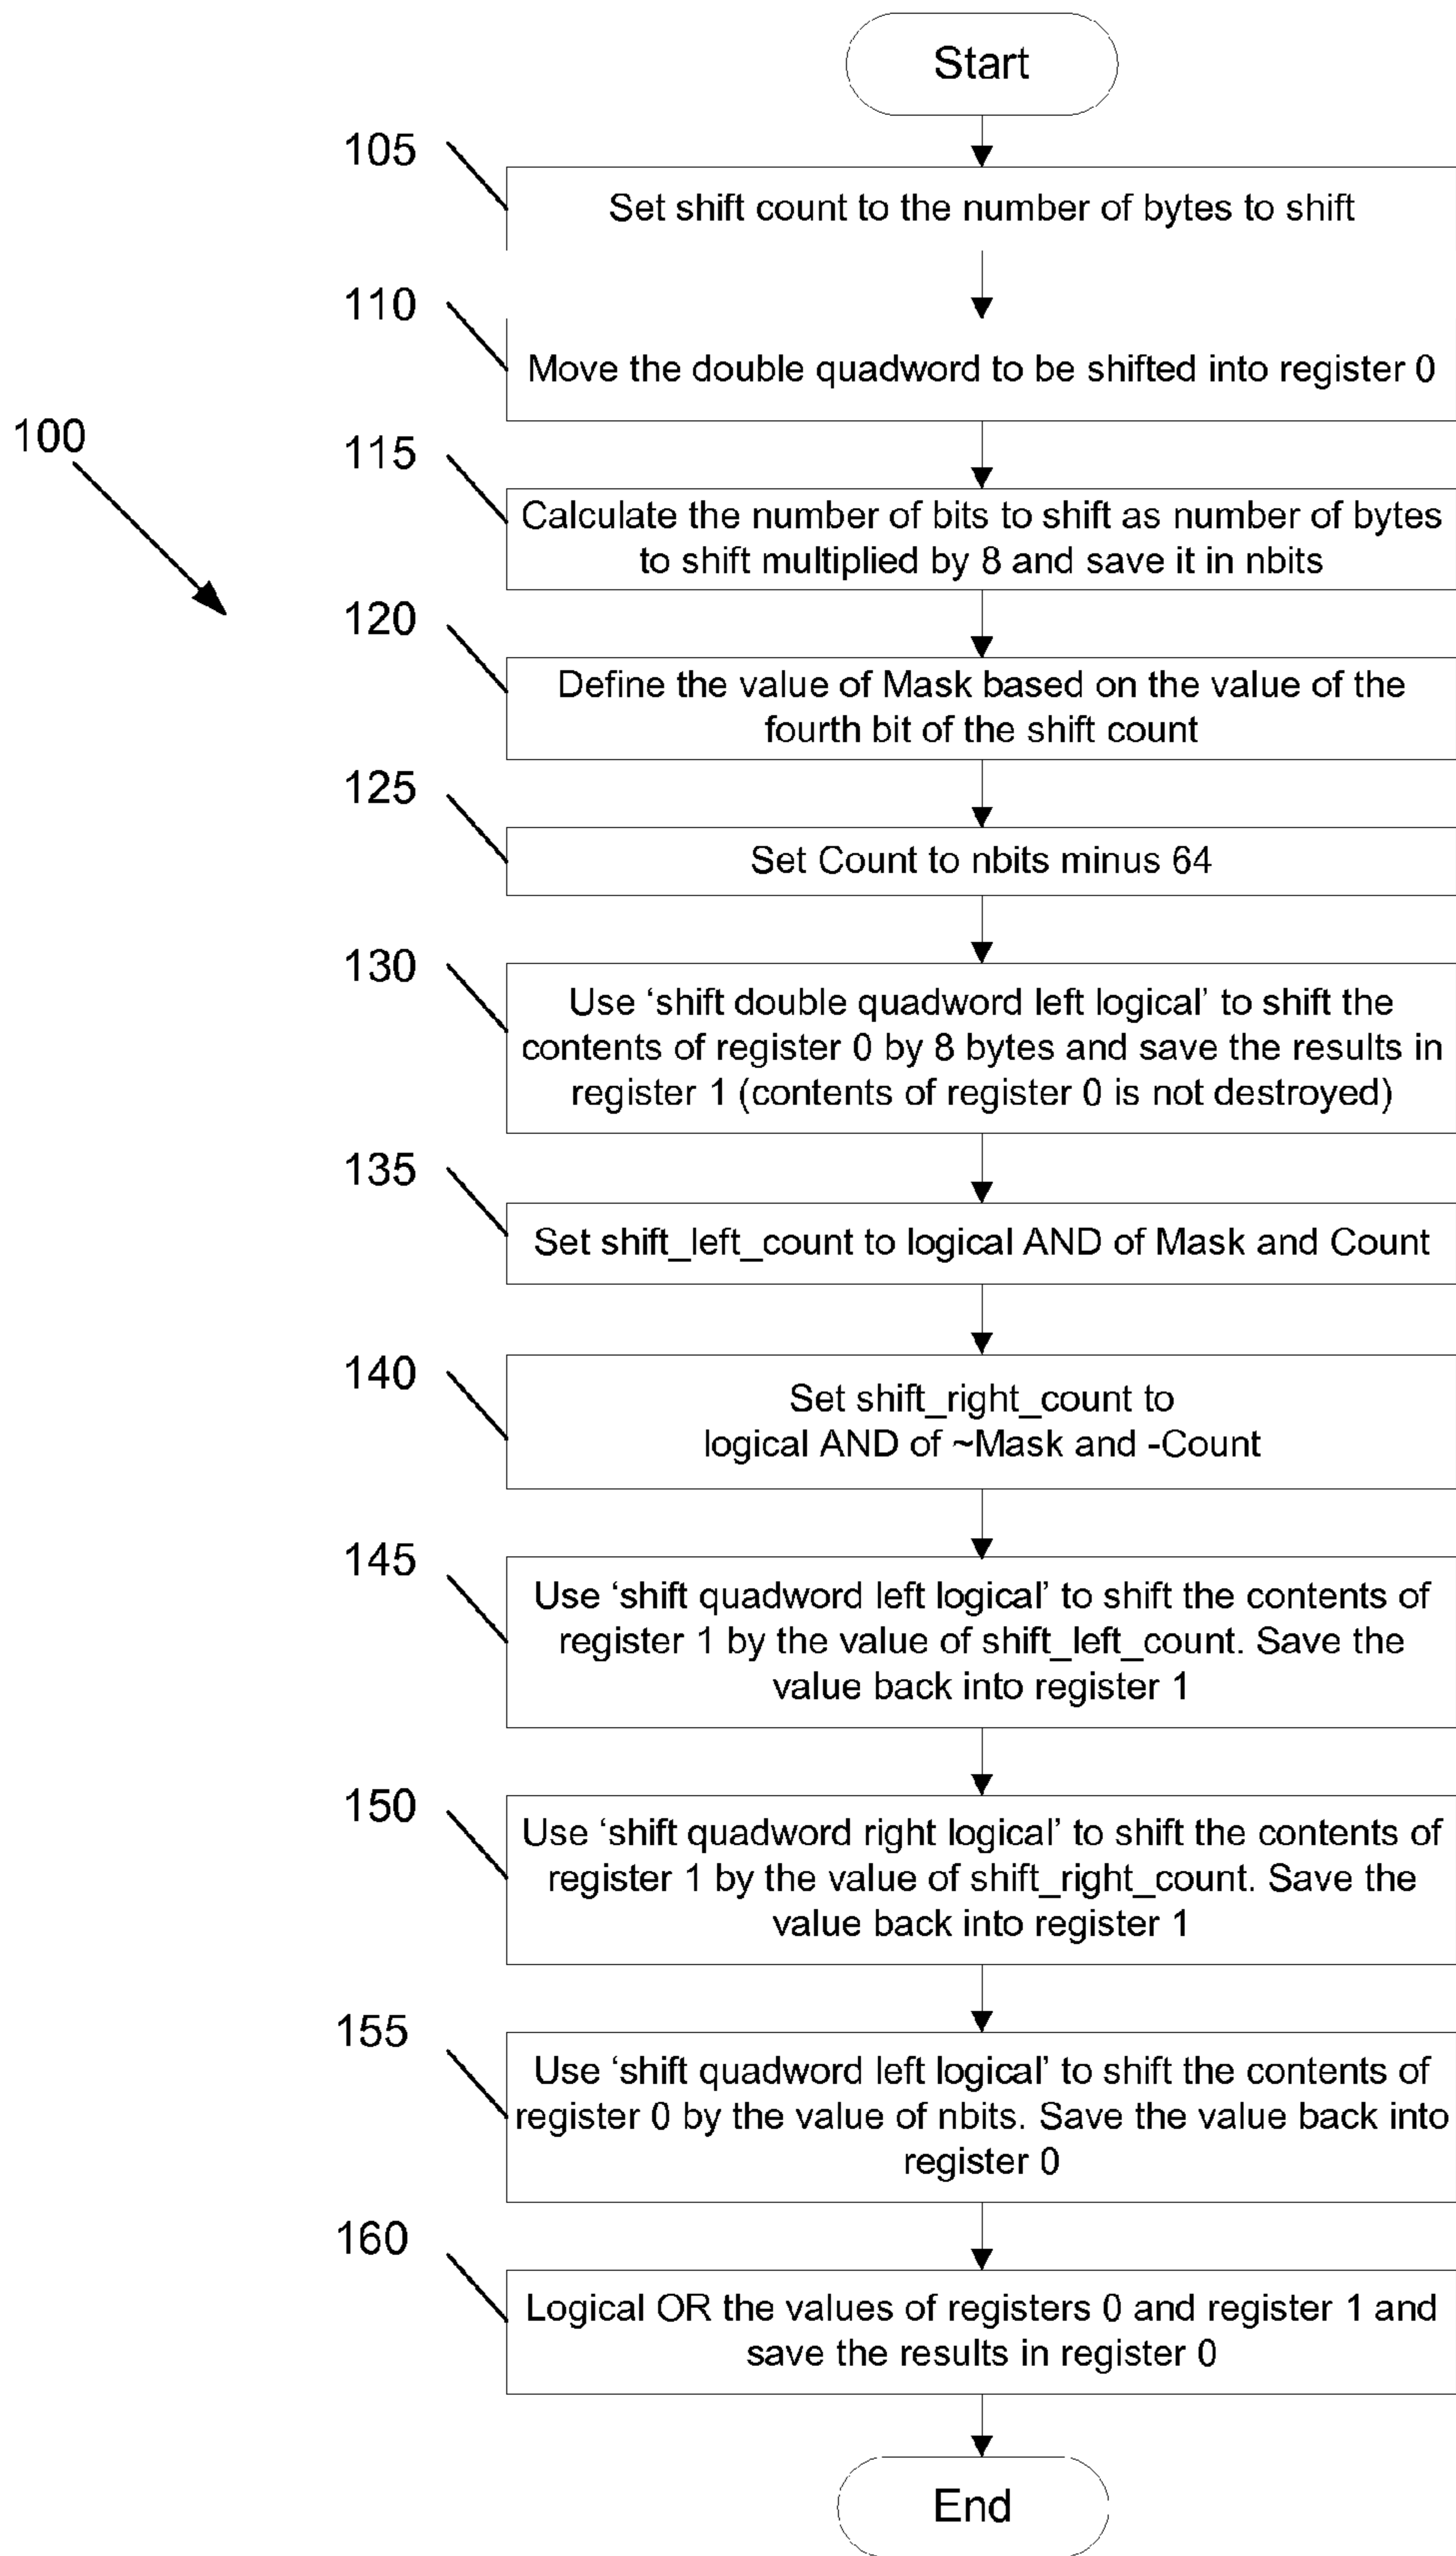 Start
105
Set shift count to the number of bytes to shift
110
Move the double quadword to be shifted into register 0
100
115
Calculate the number of bits to shift as number of bytes
to shift multiplied by 8 and save it in nbits
120
Define the value of Mask based on the value of the
fourth bit of the shift count
125
Set Count to nbits minus 64
130
Use ‘shift double quadword left logical’ to shift the
contents of register 0 by 8 bytes and save the results in
register 1 (contents of register 0 is not destroyed)
135
Set shift_left_count to logical AND of Mask and Count
140
Set shift_right_count to
logical AND of ~Mask and -Count
145
Use ‘shift quadword left logical’ to shift the contents of
register 1 by the value of shift_left_count. Save the
value back into register 1
150
Use ‘shift quadword right logical’ to shift the contents of
register 1 by the value of shift_right_count. Save the
value back into register 1
155
Use ‘shift quadword left logical’ to shift the contents of
register 0 by the value of nbits. Save the value back into
register 0
160
Logical OR the values of registers 0 and register 1 and
save the results in register 0
End